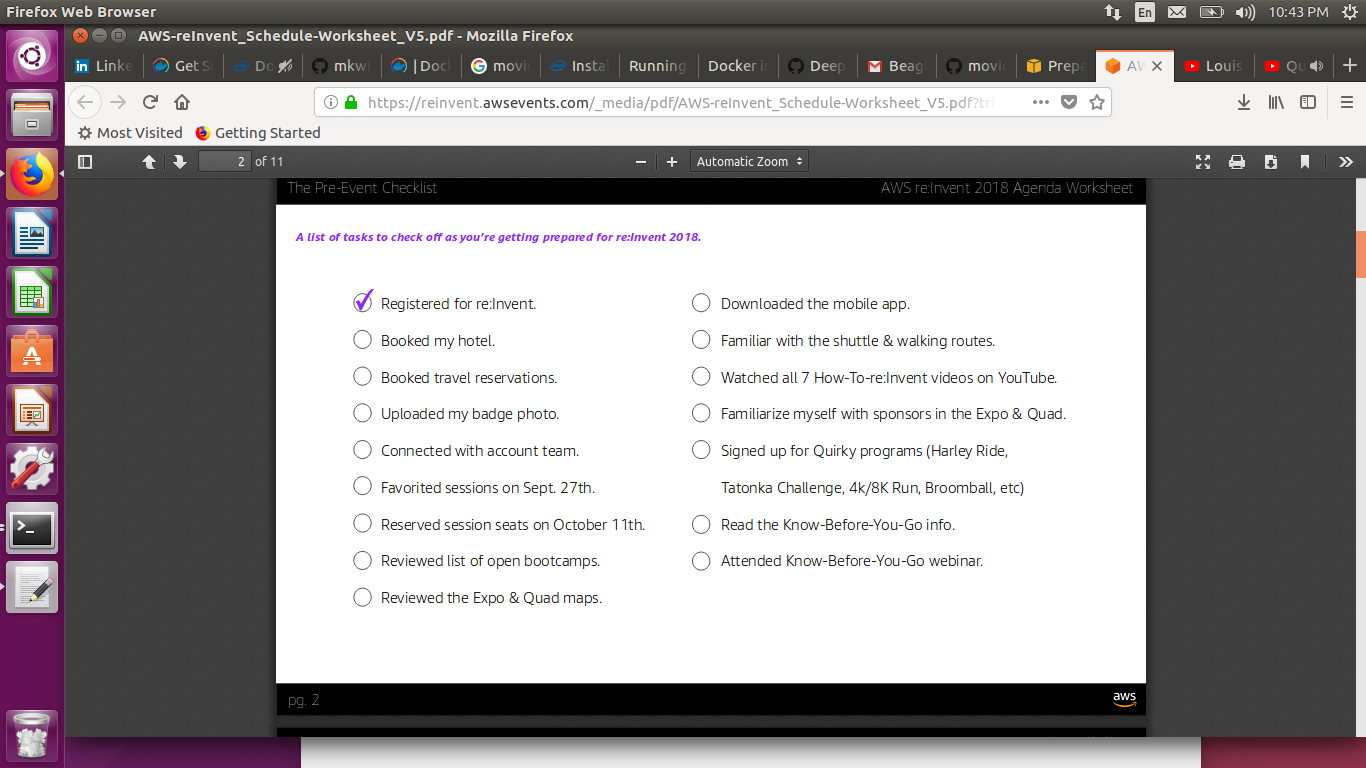 Firefox Web Browser
En
10:43 PM
AWS-reInvent_Schedule-Worksheet_V5.pdf - Mozilla Firefox
Linke
Get S
Do
mkwi
| Doc
movi
Insta
Running
Docker i
Deep
Beag
movi
Prepa
AW
Louis
Qu
https://reinvent.awsevents.com/_media/pdf/AWS-reInvent_Schedule-Worksheet_V5.pdf?tr
Most Visited
Getting Started
2 of 11
Automatic Zoom
The Pre-Event Checklist
AWS re:Invent 2018 Agenda Worksheet
A list of tasks to check off as you’re getting prepared for re:Invent 2018.
Registered for re:Invent.
Booked my hotel.
Booked travel reservations.
Uploaded my badge photo.
Connected with account team.
Favorited sessions on Sept. 27th.
Reserved session seats on October 11th.
Reviewed list of open bootcamps.
Reviewed the Expo & Quad maps.
Downloaded the mobile app.
Familiar with the shuttle & walking routes.
Watched all 7 How-To-re:Invent videos on YouTube.
Familiarize myself with sponsors in the Expo & Quad.
Signed up for Quirky programs (Harley Ride,
Tatonka Challenge, 4k/8K Run, Broomball, etc)
Read the Know-Before-You-Go info.
Attended Know-Before-You-Go webinar.
pg. 2
aws